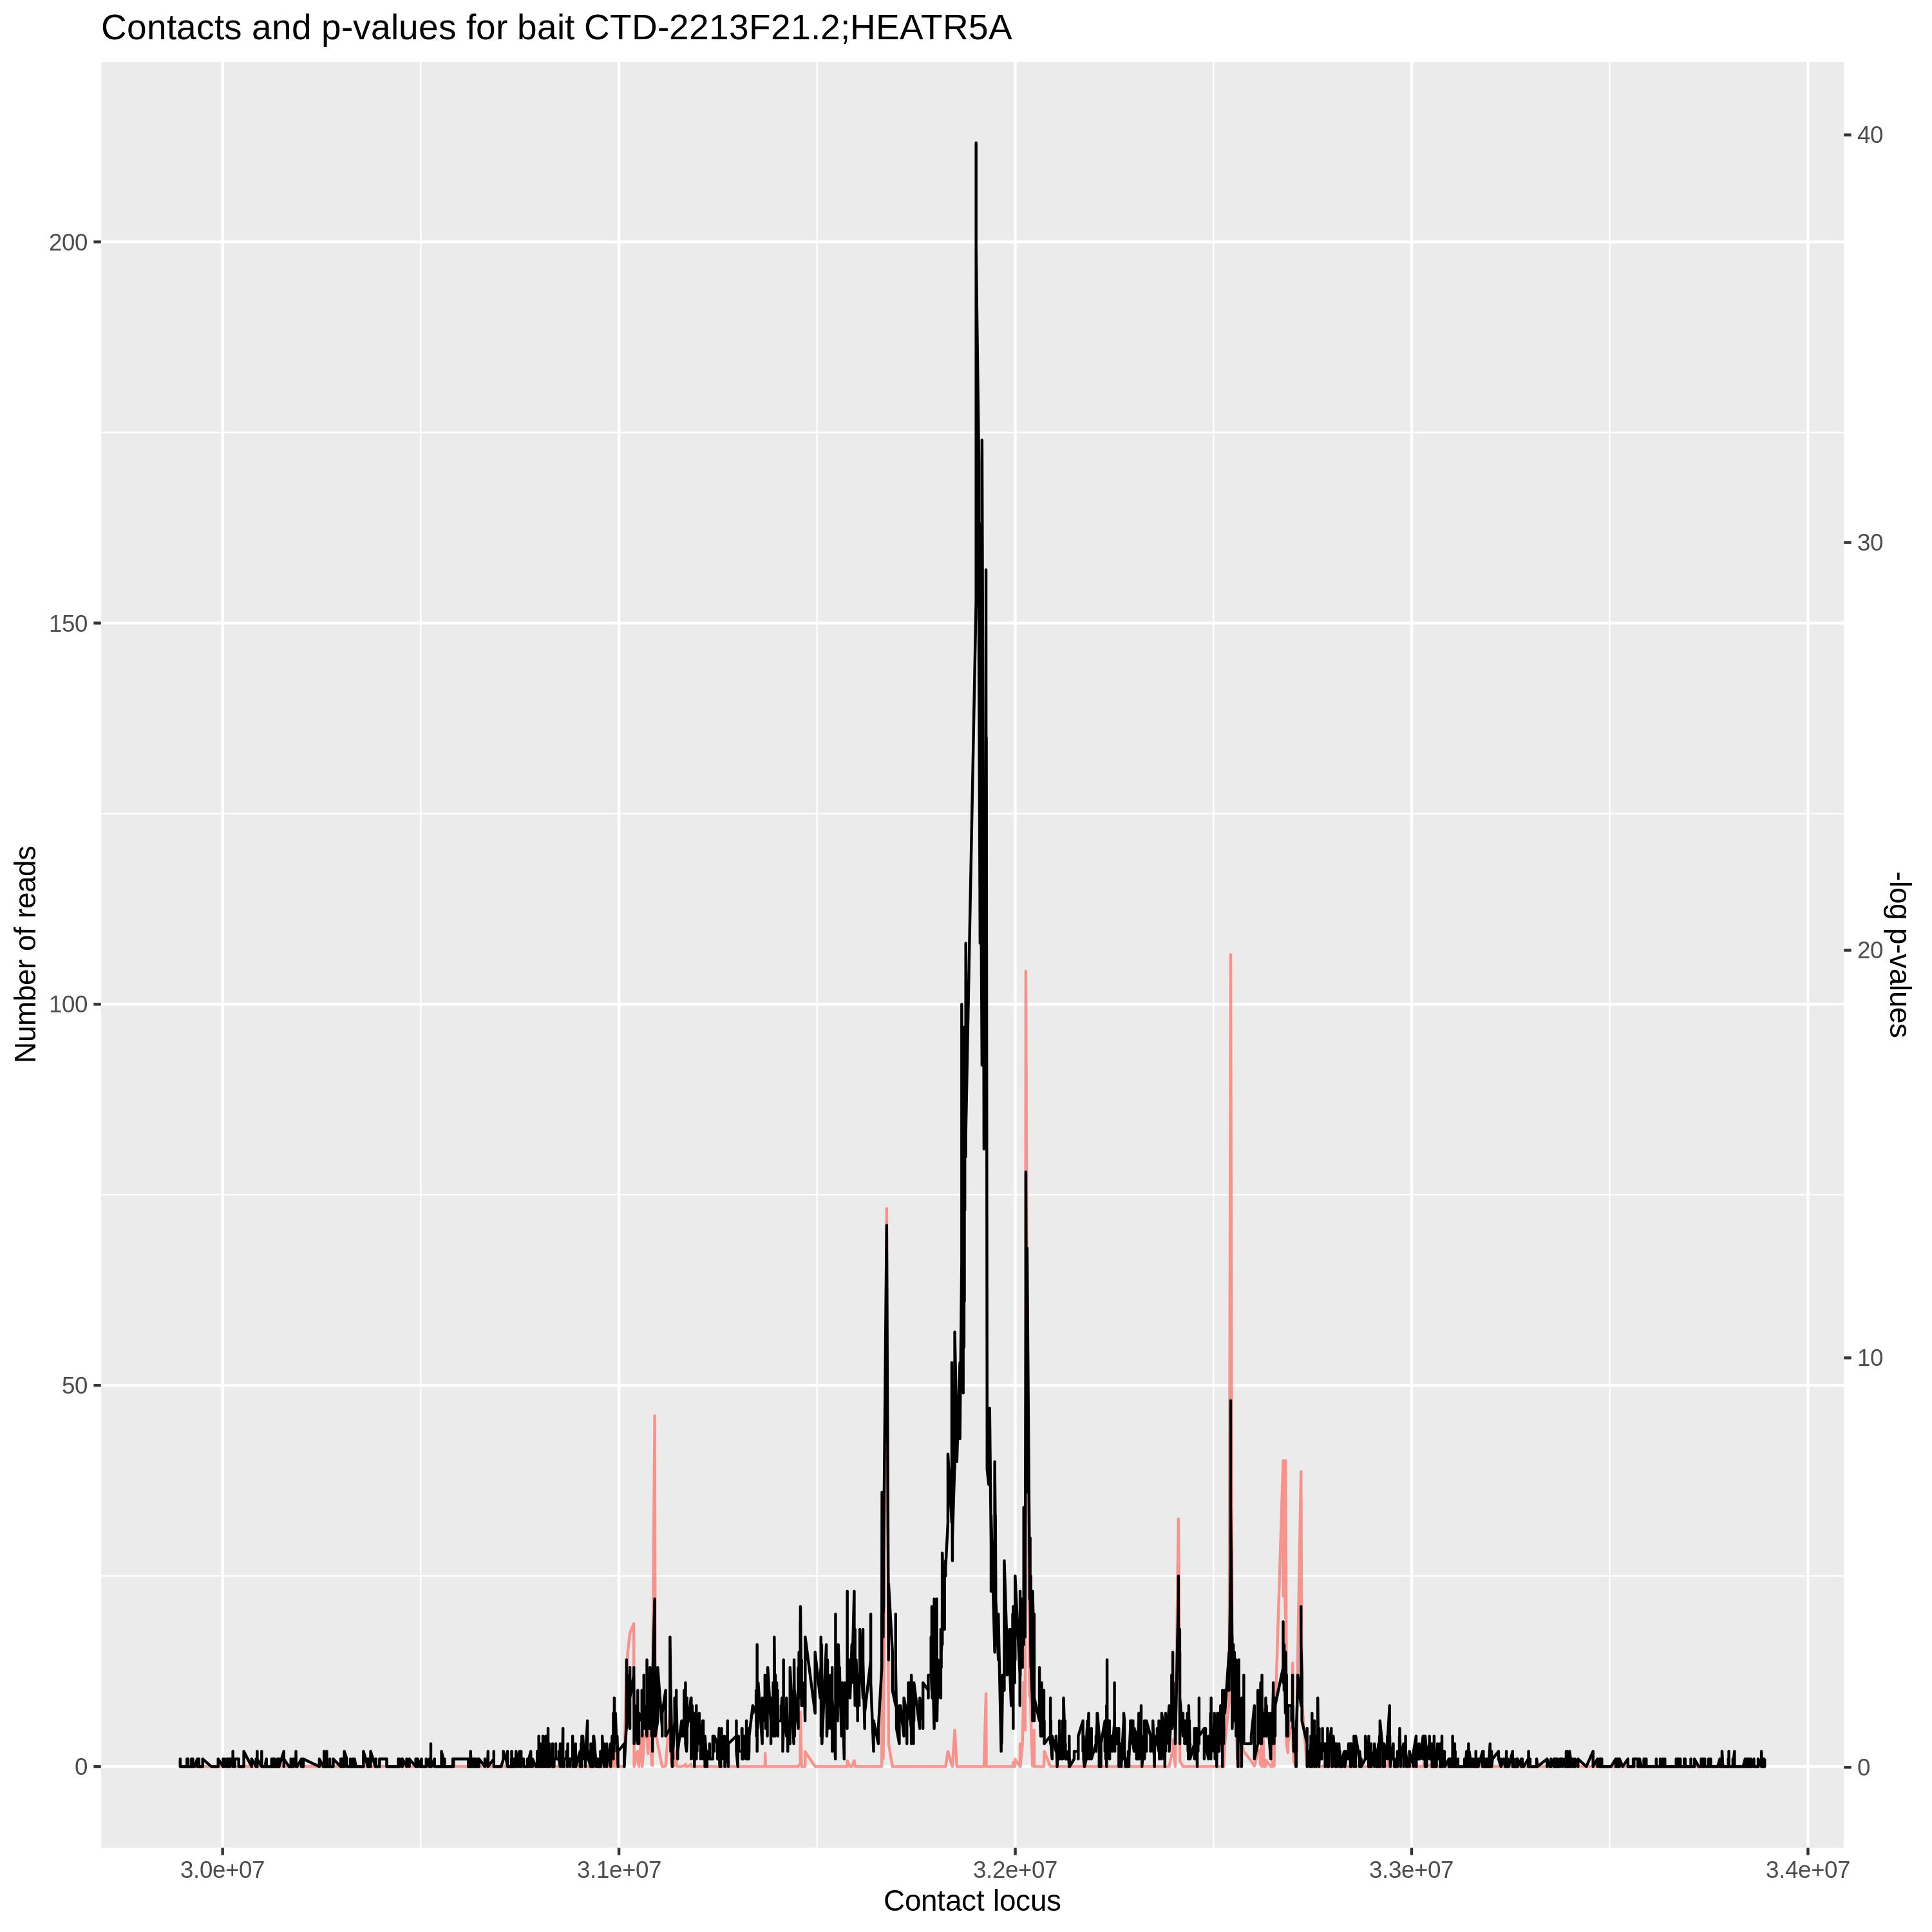 Contacts and p-values for bait CTD-2213F21.2;HEATR5A
Number of reads
200
150
100
50
0
40
30
20
10
0
-log p-values
3.0e+07
3.1e+07
3.2e+07
3.3e+07
3.4e+07
Contact locus